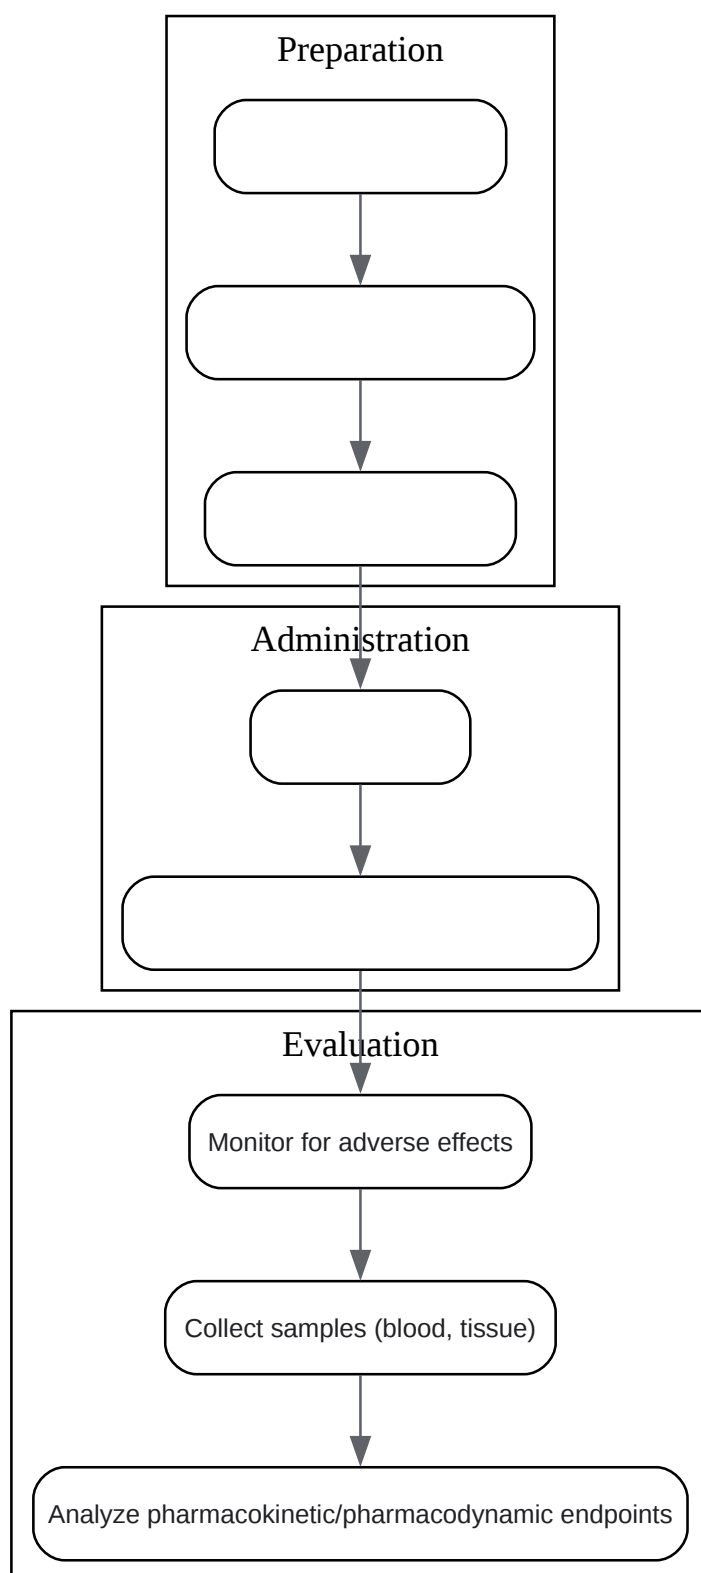 Preparation
Administration
Evaluation
Monitor for adverse effects
Collect samples (blood, tissue)
Analyze pharmacokinetic/pharmacodynamic endpoints